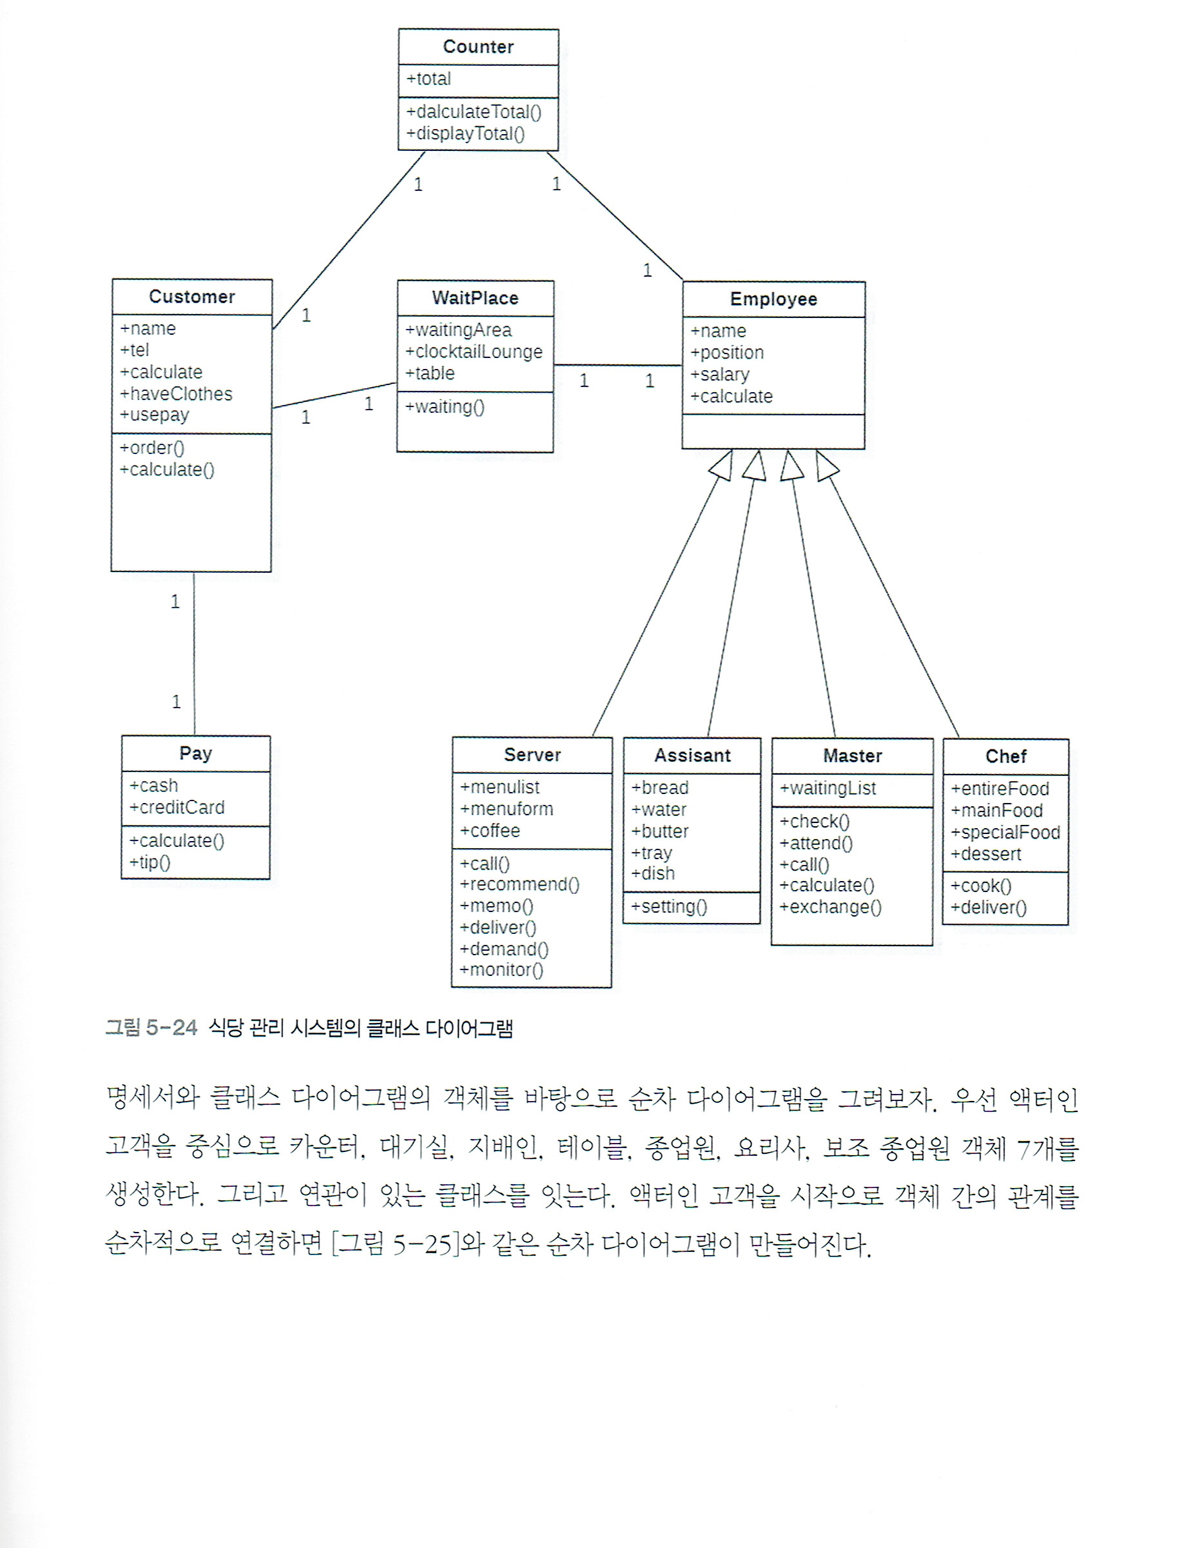 Counter
+total
+dalculateTotal()
+displayTotal()
1
1
1
1
Customer
+name
+tel
+calculate
+haveClothes
+usepay
+order()
+calculate()
WaitPlace
+waitingArea
+clocktailLounge
+table
+waiting()
Employee
+name
+position
+salary
+calculate
1
1
1
1
1
1
Pay
+cash
+creditCard
+calculate()
+tip()
Server
+menulist
+menuform
+coffee
+call()
+recommend()
+memo()
+deliver()
+demand()
+monitor()
Assisant
+bread
+water
+butter
+tray
+dish
+setting()
Master
+waitingList
+check()
+attend()
+call()
+calculate()
+exchange()
Chef
+entireFood
+mainFood
+specialFood
+dessert
+cook()
+deliver()
그림 5-24 식당 관리 시스템의 클래스 다이어그램
명세서와 클래스 다이어그램의 객체를 바탕으로 순차 다이어그램을 그려보자. 우선 액터인
고객을 중심으로 카운터, 대기실, 지배인, 테이블, 종업원, 요리사, 보조 종업원 객체 7개를
생성한다. 그리고 연관이 있는 클래스를 잇는다. 액터인 고객을 시작으로 객체 간의 관계를
순차적으로 연결하면 [그림 5-25]와 같은 순차 다이어그램이 만들어진다.